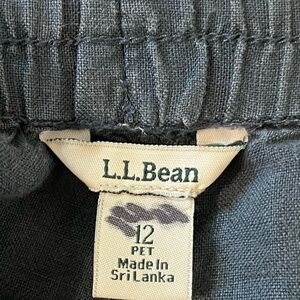 L.L.Bean
12
PET
Made in
Sri Lanka